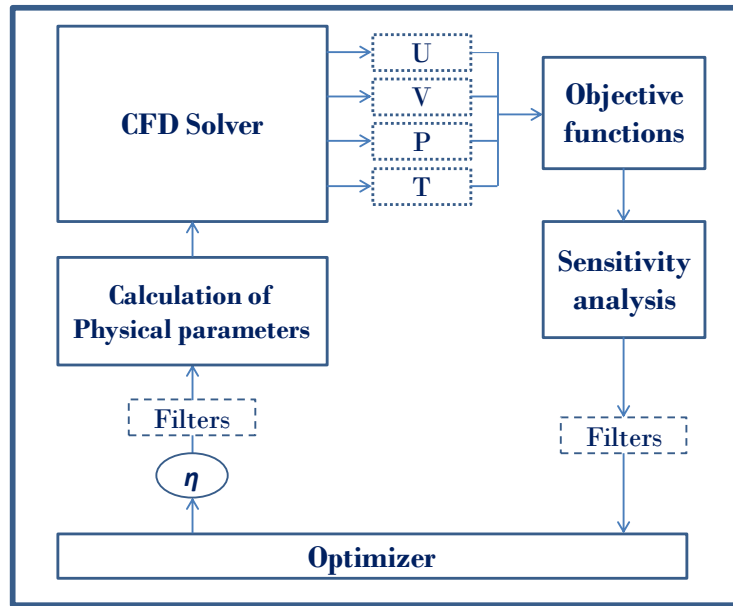 CFD Solver
U
V
P
T
Objective
functions
Sensitivity
analysis
Calculation of
Physical parameters
Filters
η
Filters
Optimizer